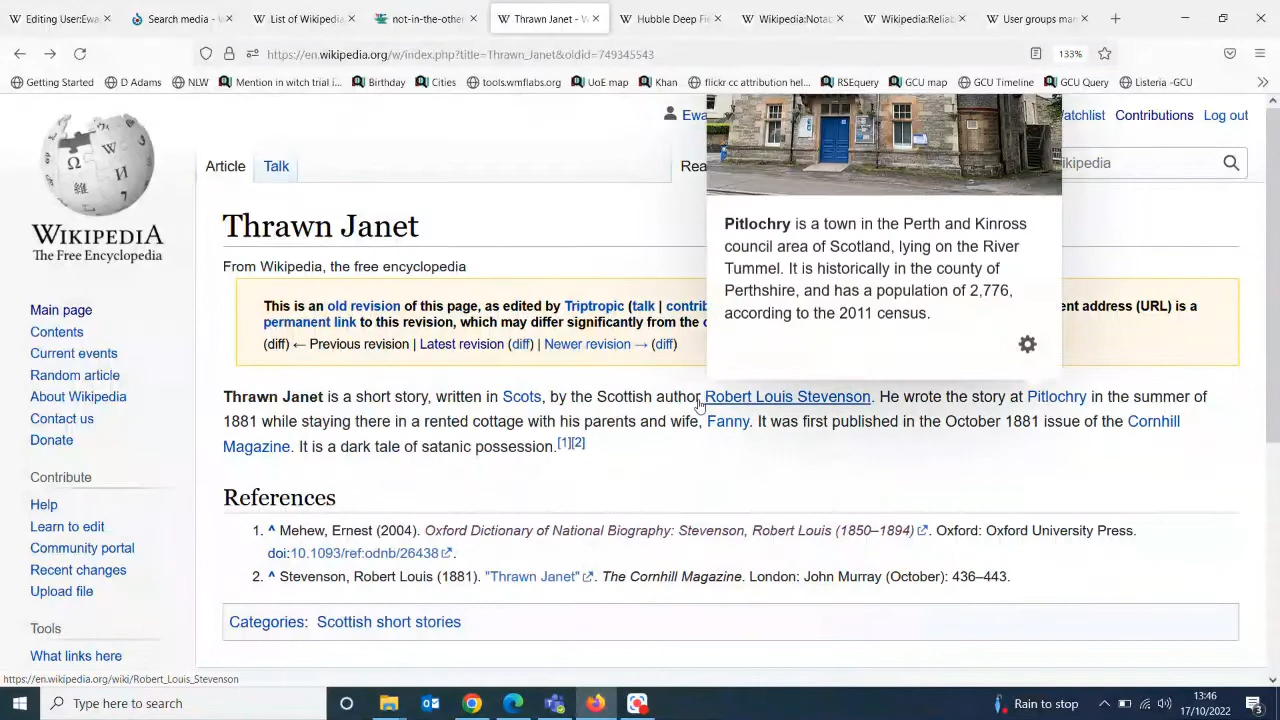 Editing User:Ewa
Search media -
List of Wikipedia
not-in-the-other
Thrawn Janet - W
Hubble Deep Fie
Wikipedia:Notab
Wikipedia:Reliab
User groups man
https://en.wikipedia.org/w/index.php?title=Thrawn_Janet&oldid=749345543
133%
Getting Started
D Adams
NLW
Mention in witch trial i...
Birthday
Cities
tools.wmflabs.org
UoE map
Khan
flickr cc attribution hel...
RSEquery
GCU map
GCU Timeline
GCU Query
Listeria -GCU
Ewa
atchlist
Contributions
Log out
Article
Talk
Rea
kipedia
WIKIPEDIA
The Free Encyclopedia
Main page
Contents
Current events
Random article
About Wikipedia
Contact us
Donate
Contribute
Help
Learn to edit
Community portal
Recent changes
Upload file
Tools
What links here
Thrawn Janet
From Wikipedia, the free encyclopedia
This is an old revision of this page, as edited by Triptropic (talk | contrib
ent address (URL) is a
permanent link to this revision, which may differ significantly from the c
(diff) ← Previous revision | Latest revision (diff) | Newer revision → (diff)
Pitlochry is a town in the Perth and Kinross
council area of Scotland, lying on the River
Tummel. It is historically in the county of
Perthshire, and has a population of 2,776,
according to the 2011 census.
Thrawn Janet is a short story, written in Scots, by the Scottish author Robert Louis Stevenson. He wrote the story at Pitlochry in the summer of
1881 while staying there in a rented cottage with his parents and wife, Fanny. It was first published in the October 1881 issue of the Cornhill
Magazine. It is a dark tale of satanic possession.[1][2]
References
1. ^ Mehew, Ernest (2004). Oxford Dictionary of National Biography: Stevenson, Robert Louis (1850–1894). Oxford: Oxford University Press.
doi:10.1093/ref:odnb/26438.
2. ^ Stevenson, Robert Louis (1881). "Thrawn Janet". The Cornhill Magazine. London: John Murray (October): 436–443.
Categories: Scottish short stories
https://en.wikipedia.org/wiki/Robert_Louis_Stevenson
Type here to search
Rain to stop
13:46
17/10/2022
3